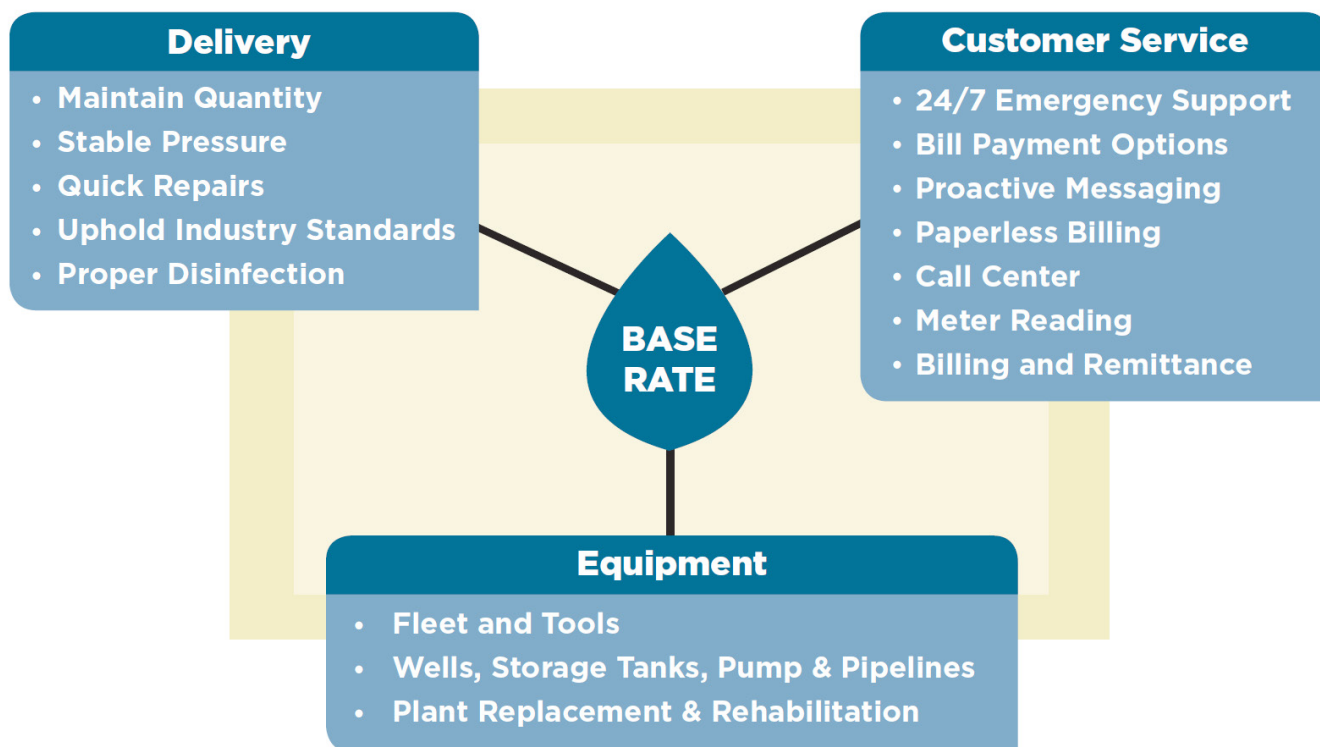 Delivery
• Maintain Quantity
• Stable Pressure
• Quick Repairs
• Uphold Industry Standards
• Proper Disinfection
Customer Service
• 24/7 Emergency Support
• Bill Payment Options
• Proactive Messaging
• Paperless Billing
• Call Center
• Meter Reading
• Billing and Remittance
BASE
RATE
Equipment
• Fleet and Tools
• Wells, Storage Tanks, Pump & Pipelines
• Plant Replacement & Rehabilitation